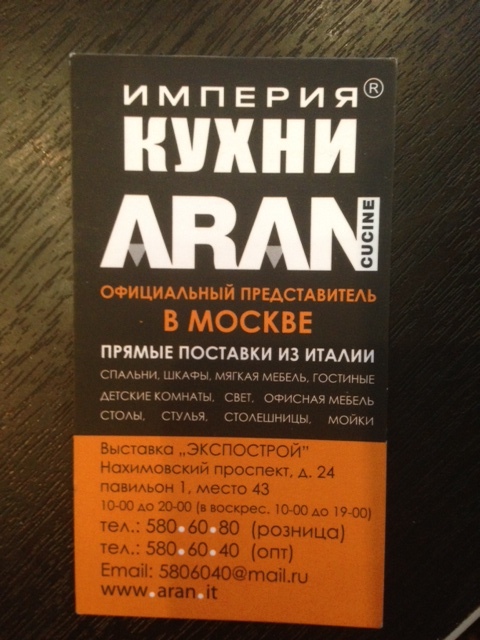 ИМПЕРИЯ®
КУХНИ
ARAN CUCINE
ОФИЦИАЛЬНЫЙ ПРЕДСТАВИТЕЛЬ
В МОСКВЕ
ПРЯМЫЕ ПОСТАВКИ ИЗ ИТАЛИИ
СПАЛЬНИ, ШКАФЫ, МЯГКАЯ МЕБЕЛЬ, ГОСТИНЫЕ
ДЕТСКИЕ КОМНАТЫ, СВЕТ, ОФИСНАЯ МЕБЕЛЬ
СТОЛЫ, СТУЛЬЯ, СТОЛЕШНИЦЫ, МОЙКИ
Выставка „ЭКСПОСТРОЙ"
Нахимовский проспект, д. 24
павильон 1, место 43
10-00 до 20-00 (в воскрес. 10-00 до 19-00)
тел.: 580.60.80 (розница)
тел.: 580.60.40 (опт)
Email: 5806040@mail.ru
www.aran.it